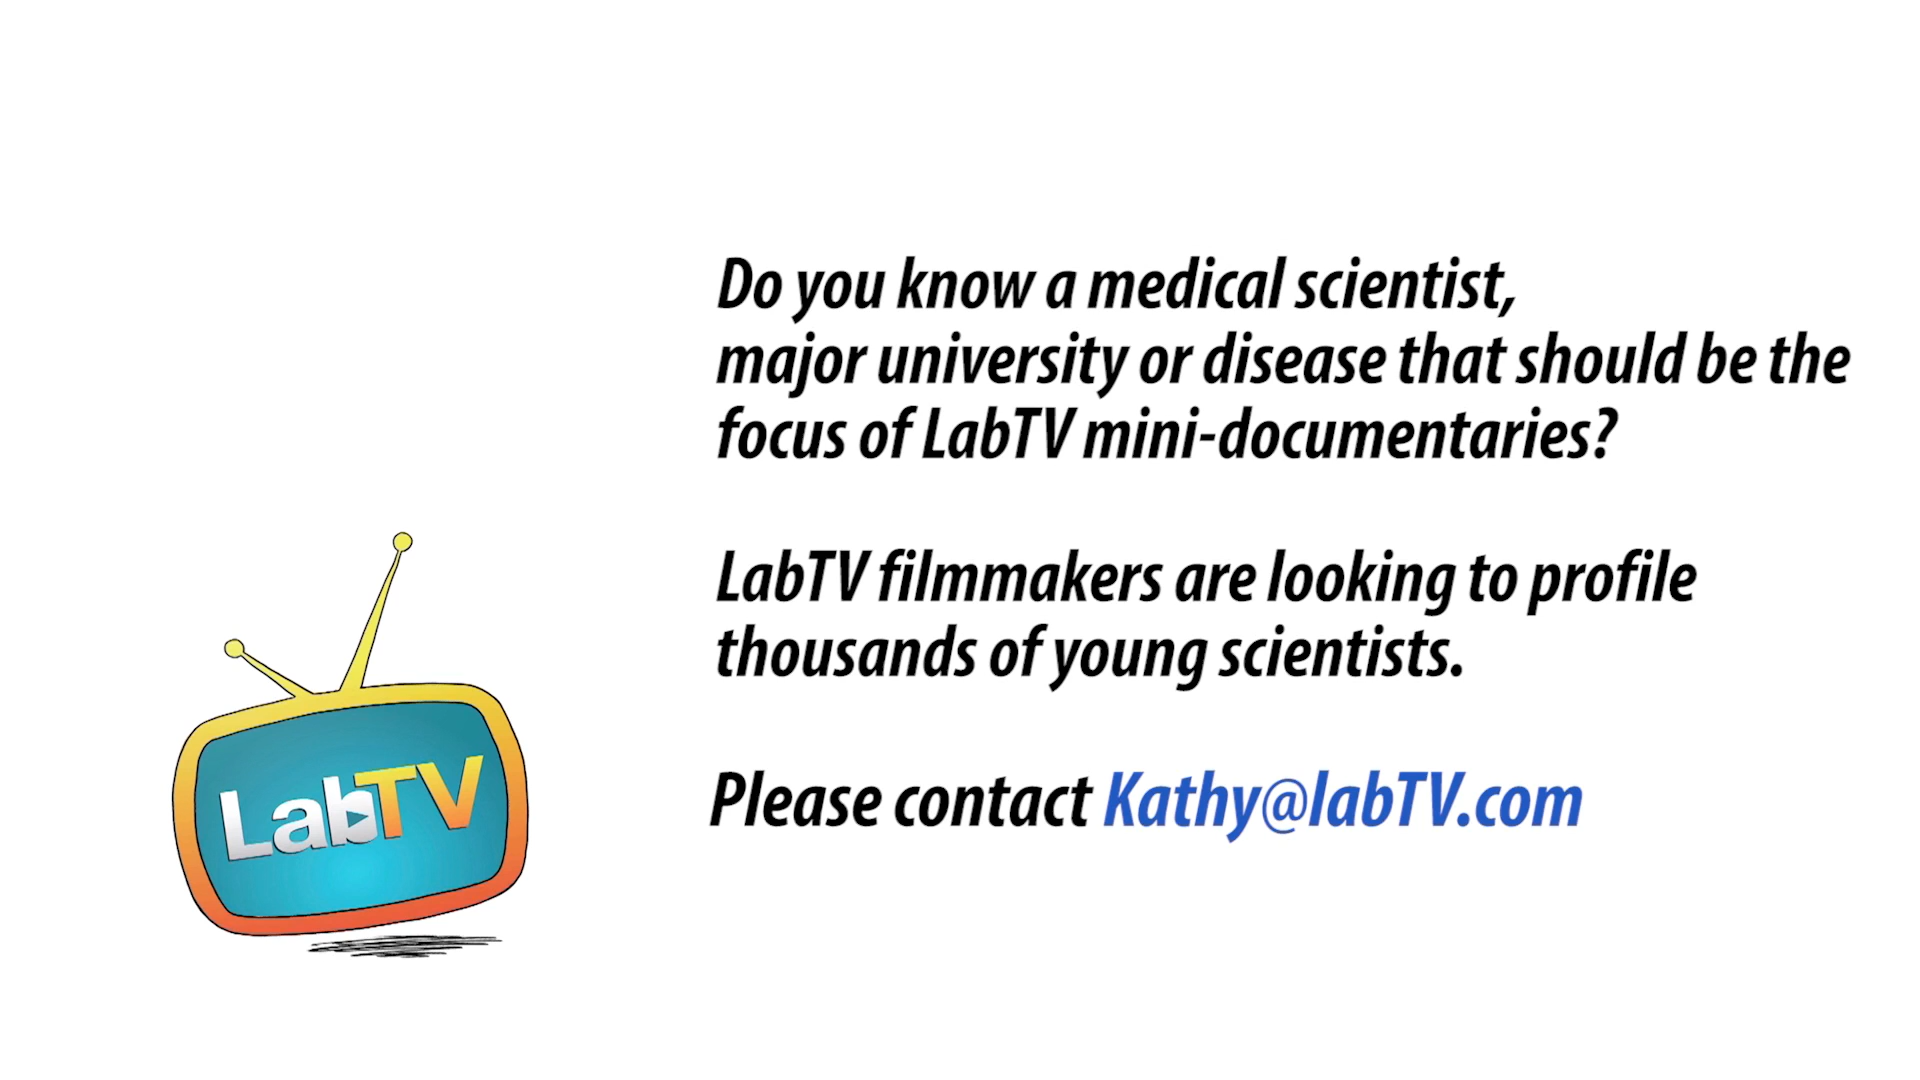 Do you know a medical scientist,
major university or disease that should be the
focus of LabTV mini-documentaries?
LabTV filmmakers are looking to profile
thousands of young scientists.
LabTV
Please contact Kathy@labTV.com